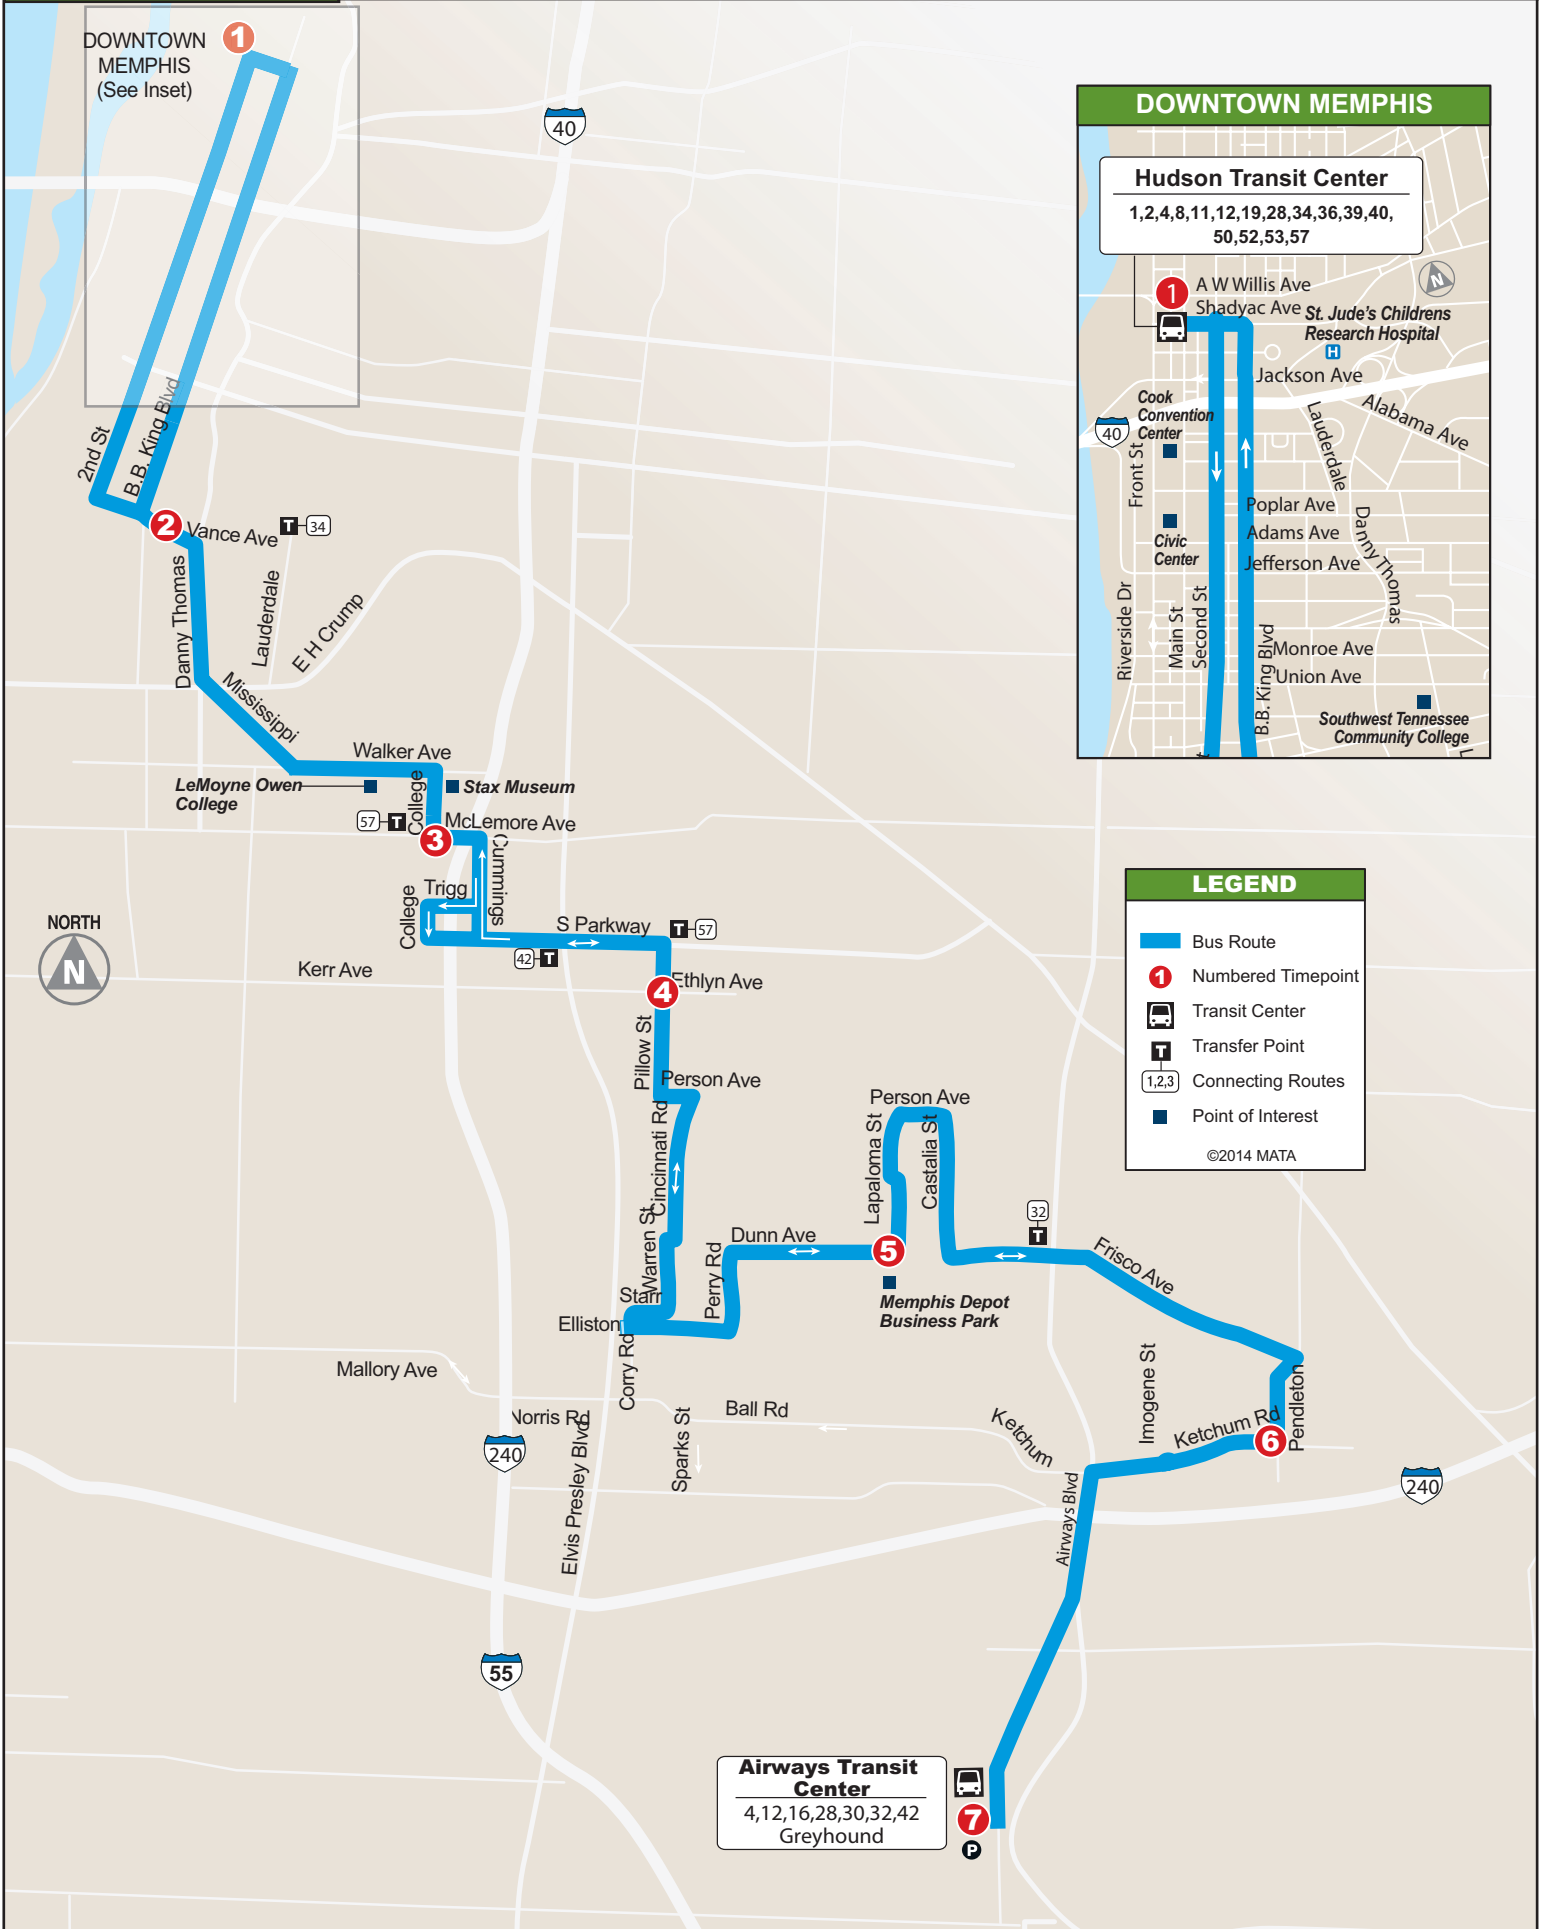 DOWNTOWN
MEMPHIS
(See Inset)
1
40
2nd St
B.B. King Blvd
2
Vance Ave
T
34
Danny Thomas
Lauderdale
E H Crump
Mississippi
Walker Ave
LeMoyne Owen
College
College
Stax Museum
57
T
3
McLemore Ave
Cummings
Trigg
College
S Parkway
T
57
42
T
NORTH
N
Kerr Ave
Ethlyn Ave
4
Pillow St
Person Ave
Cincinnati Rd
Warren St
Starr
Elliston
Corry Rd
Perry Rd
Dunn Ave
5
Lapaloma St
Person Ave
Castalia St
Memphis Depot
Business Park
32
T
Frisco Ave
Mallory Ave
Norris Rd
240
Elvis Presley Blvd
Sparks St
Ball Rd
Ketchum
Airways Blvd
Imogene St
Ketchum Rd
6
Pendleton
240
55
Airways Transit
Center
4,12,16,28,30,32,42
Greyhound
7
P
DOWNTOWN MEMPHIS
Hudson Transit Center
1,2,4,8,11,12,19,28,34,36,39,40,
50,52,53,57
N
1
A W Willis Ave
Shadyac Ave
St. Jude's Childrens
Research Hospital
H
Jackson Ave
Cook
Convention
Center
40
Alabama Ave
Lauderdale
Front St
Poplar Ave
Adams Ave
Civic
Center
Jefferson Ave
Danny Thomas
Riverside Dr
Main St
Second St
B.B. King Blvd
Monroe Ave
Union Ave
Southwest Tennessee
Community College
LEGEND
Bus Route
1
Numbered Timepoint
Transit Center
T
Transfer Point
1,2,3
Connecting Routes
Point of Interest
©2014 MATA